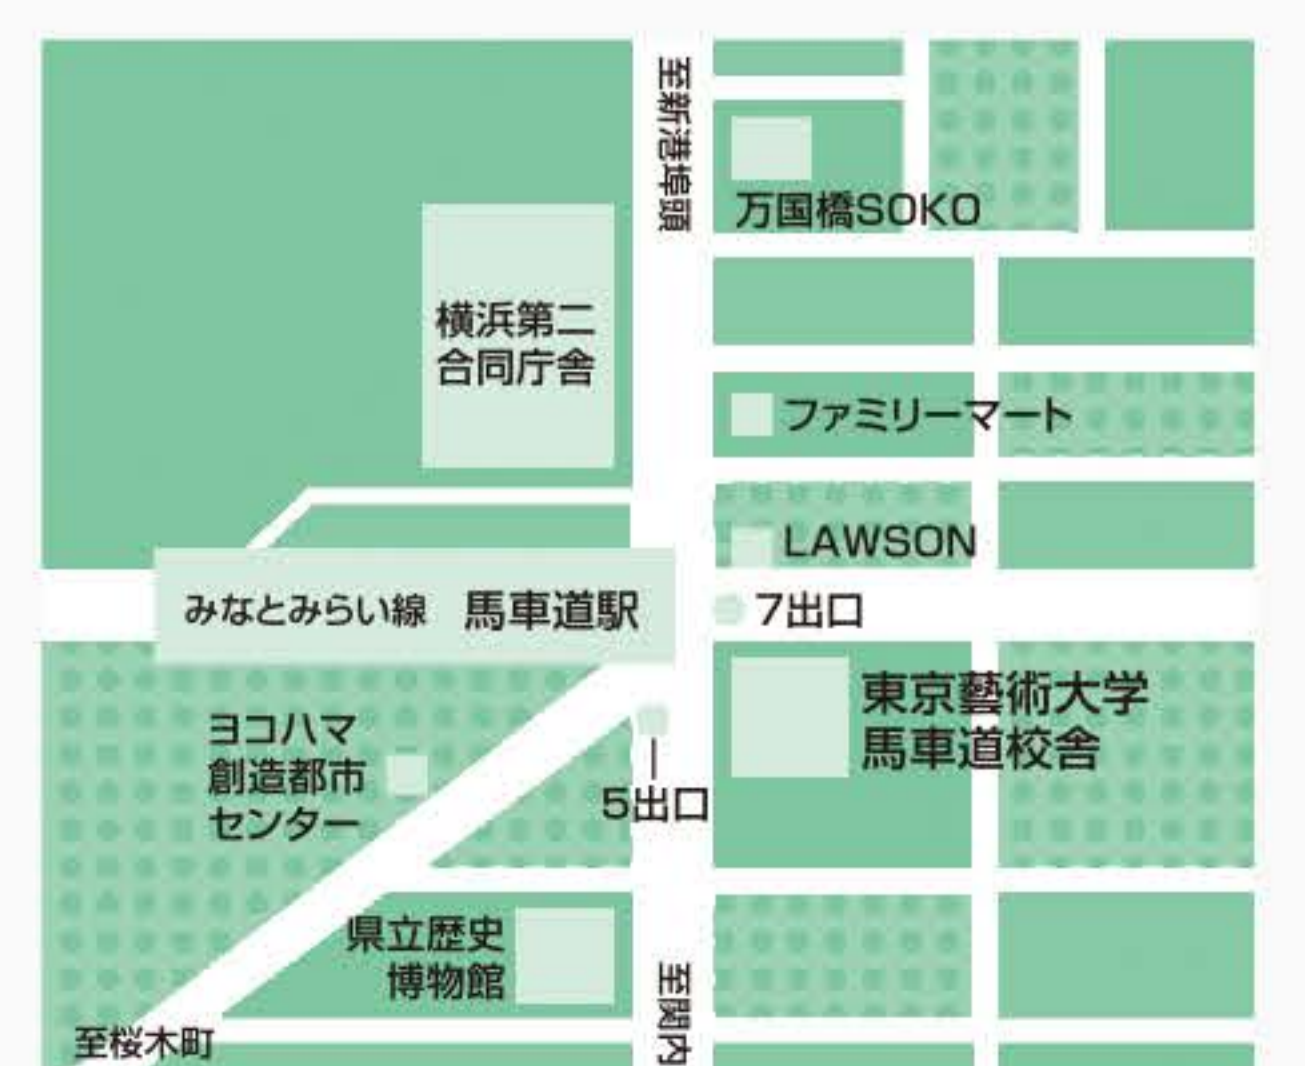 至新港埠頭
万国橋SOKO
横浜第二
合同庁舎
ファミリーマート
LAWSON
みなとみらい線 馬車道駅
7出口
東京藝術大学
馬車道校舎
ヨコハマ
創造都市
センター
5出口
県立歴史
博物館
至関内
至桜木町